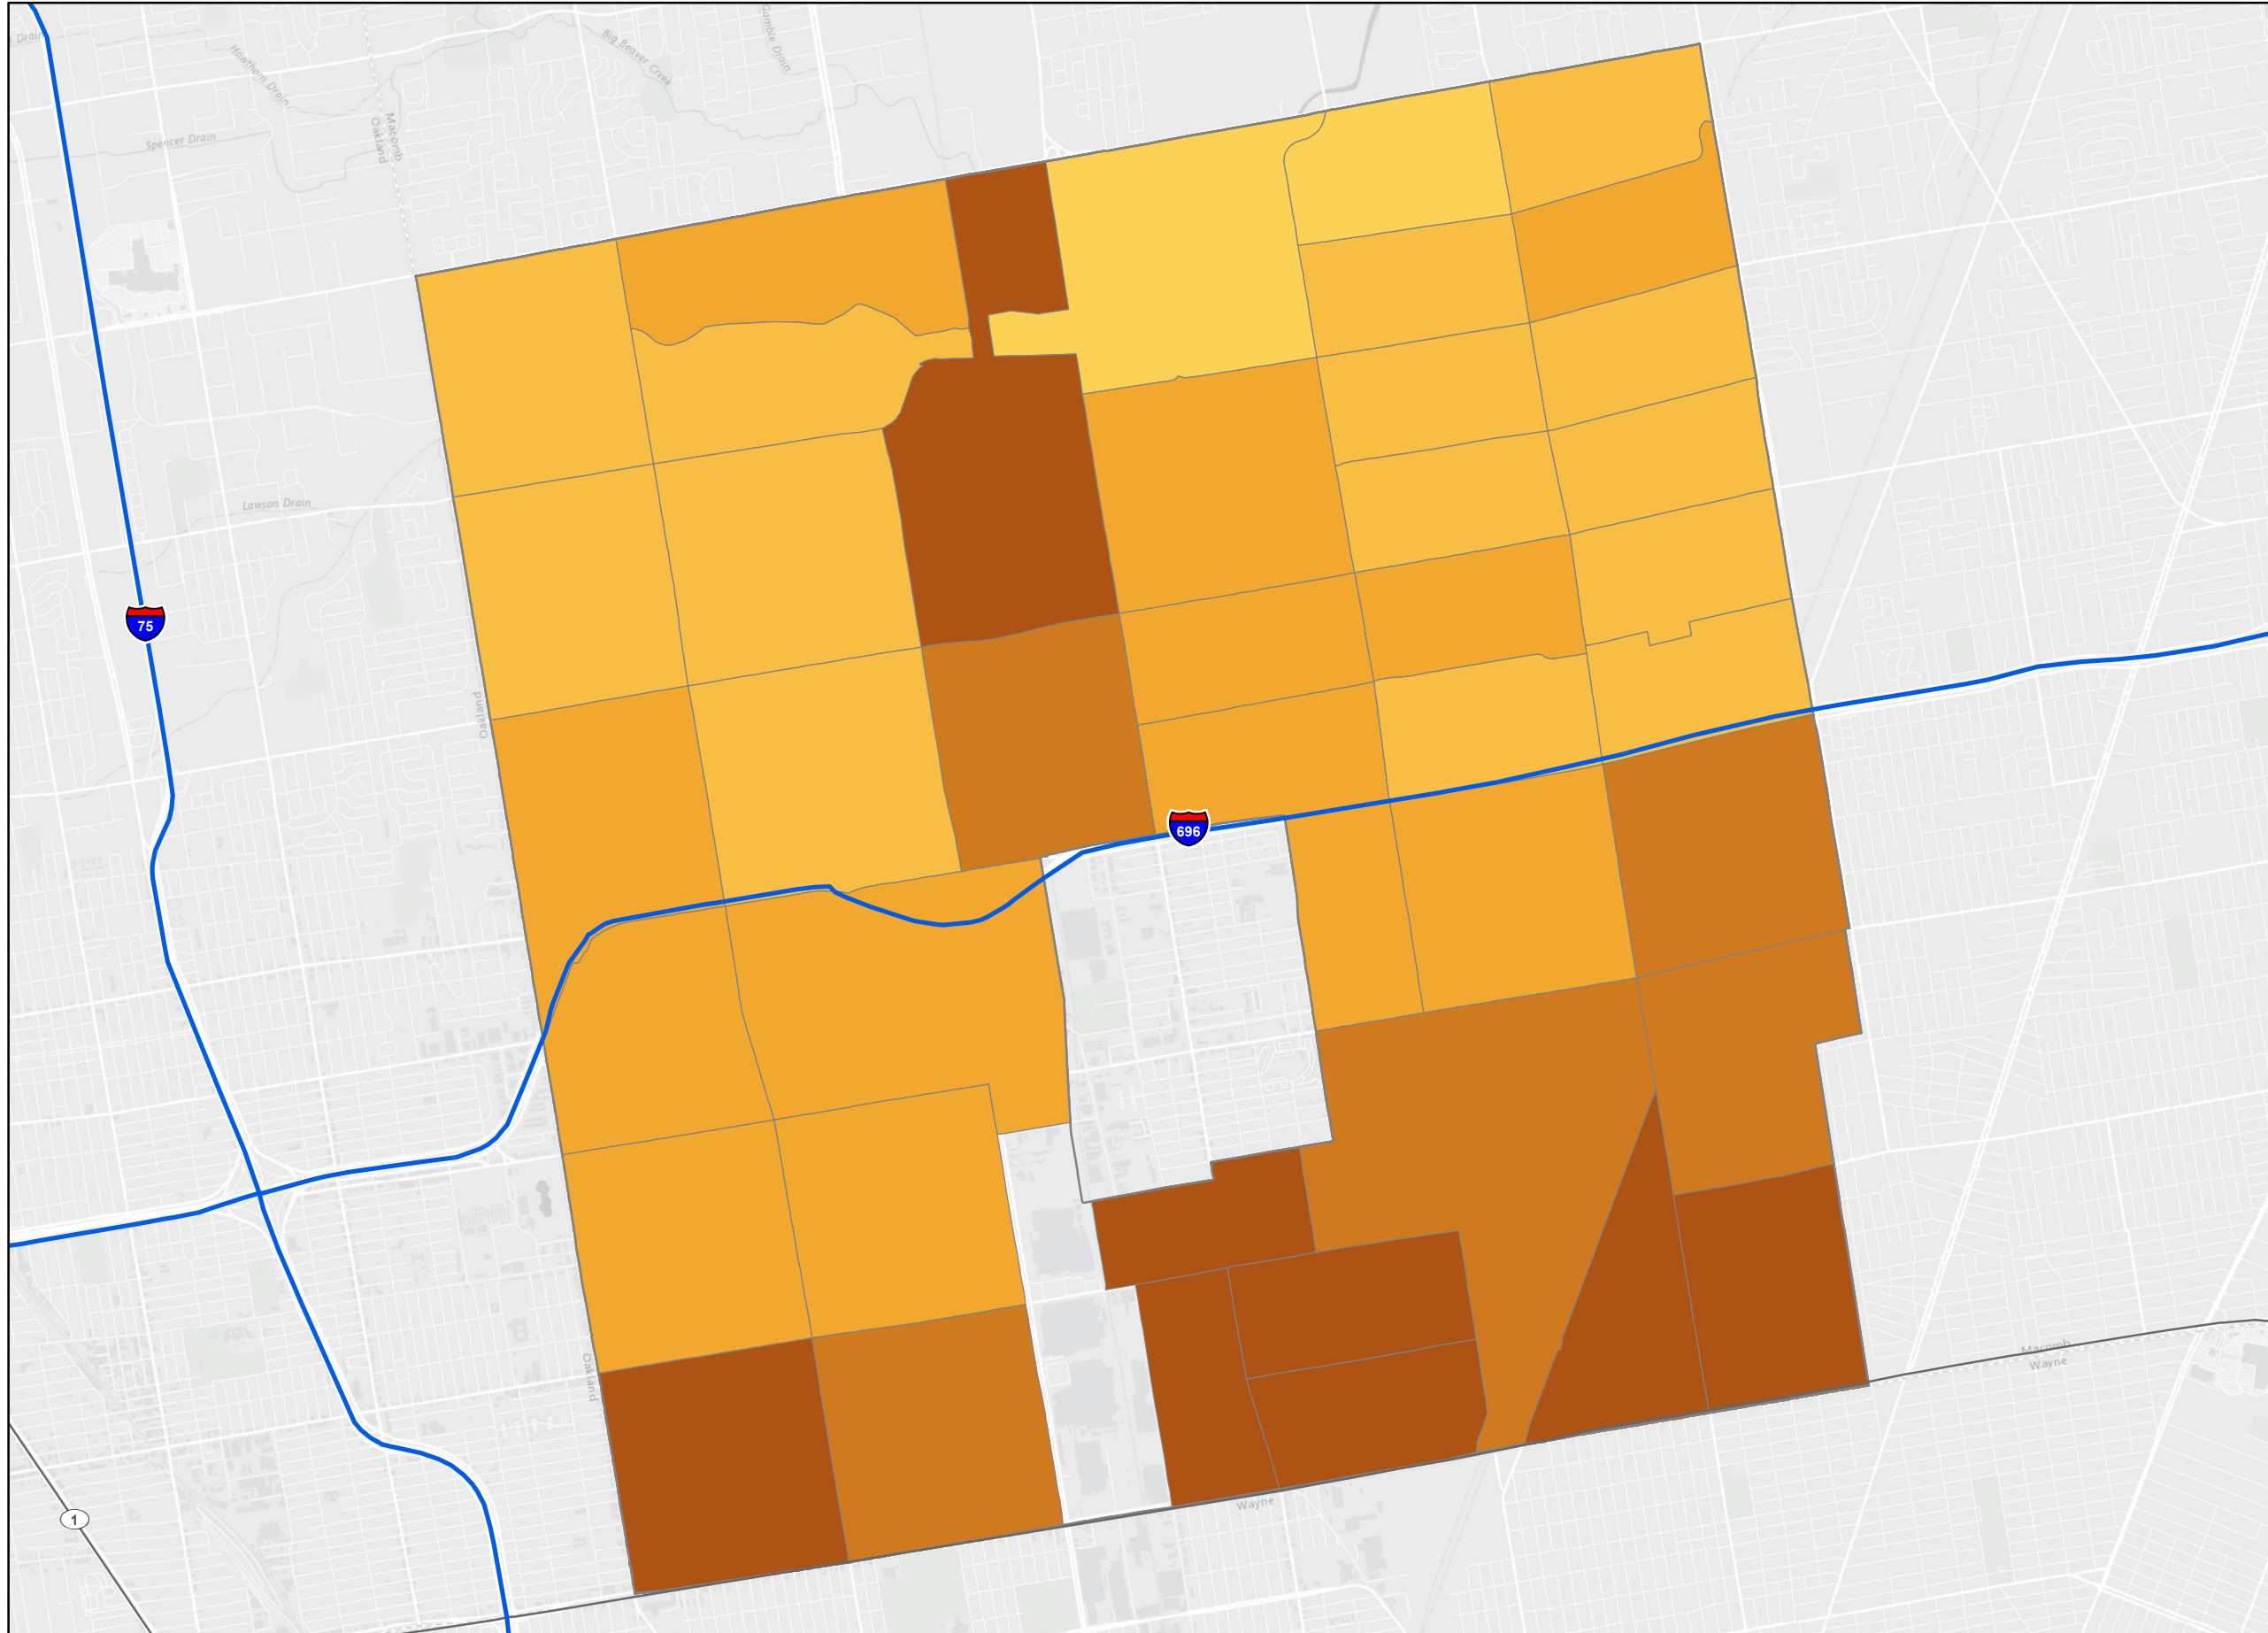 Drain
Hawthorn Drain
Big Beaver Creek
Gamble Drain
Spencer Drain
Macomb
Oakland
Lawson Drain
75
Oakland
696
Oakland
Macomb
Wayne
Wayne
1